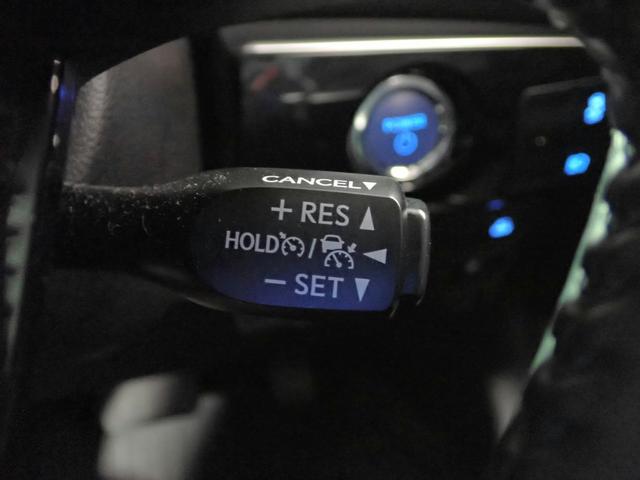 CANCEL▼
+ RES ▲
HOLD / ◀
− SET ▼